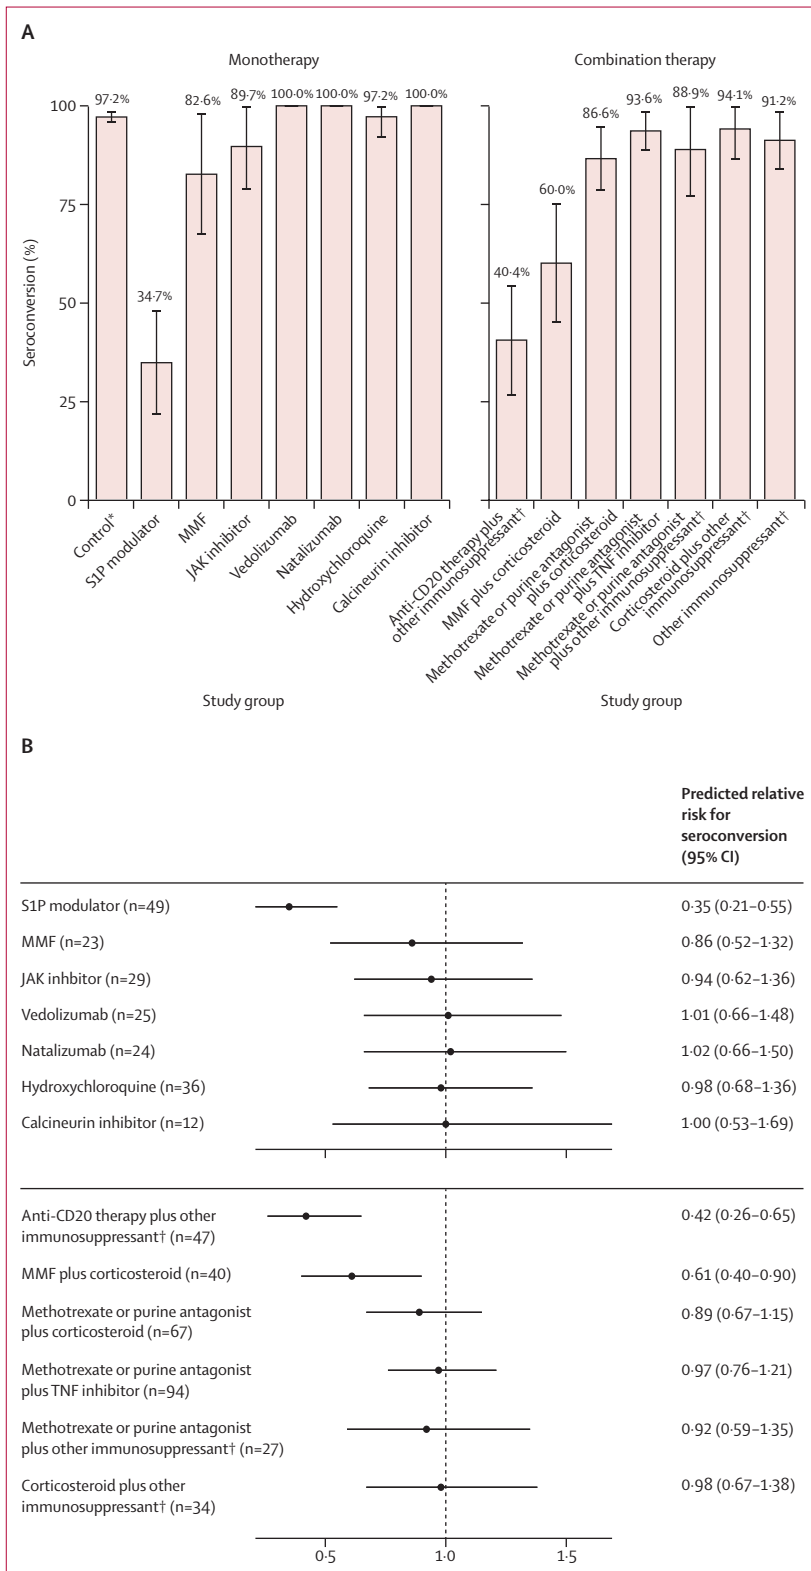 A
Monotherapy
Combination therapy
Seroconversion (%)
100
75
50
25
0
97·2%
34·7%
82·6%
89·7%
100·0%
100·0%
97·2%
100·0%
40·4%
60·0%
86·6%
93·6%
88·9%
94·1%
91·2%
Control*
S1P modulator
MMF
JAK inhibitor
Vedolizumab
Natalizumab
Hydroxychloroquine
Calcineurin inhibitor
Anti-CD20 therapy plus
other immunosuppressant†
MMF plus corticosteroid
Methotrexate or purine antagonist
plus corticosteroid
Methotrexate or purine antagonist
plus TNF inhibitor
Methotrexate or purine antagonist
plus other immunosuppressant†
Corticosteroid plus other
immunosuppressant†
Other immunosuppressant†
Study group
Study group
B
Predicted relative
risk for
seroconversion
(95% CI)
S1P modulator (n=49) 0·35 (0·21–0·55)
MMF (n=23) 0·86 (0·52–1·32)
JAK inhbitor (n=29) 0·94 (0·62–1·36)
Vedolizumab (n=25) 1·01 (0·66–1·48)
Natalizumab (n=24) 1·02 (0·66–1·50)
Hydroxychloroquine (n=36) 0·98 (0·68–1·36)
Calcineurin inhibitor (n=12) 1·00 (0·53–1·69)
Anti-CD20 therapy plus other 0·42 (0·26–0·65)
immunosuppressant† (n=47)
MMF plus corticosteroid (n=40) 0·61 (0·40–0·90)
Methotrexate or purine antagonist 0·89 (0·67–1·15)
plus corticosteroid (n=67)
Methotrexate or purine antagonist 0·97 (0·76–1·21)
plus TNF inhibitor (n=94)
Methotrexate or purine antagonist 0·92 (0·59–1·35)
plus other immunosuppressant† (n=27)
Corticosteroid plus other 0·98 (0·67–1·38)
immunosuppressant† (n=34)
0·5 1·0 1·5